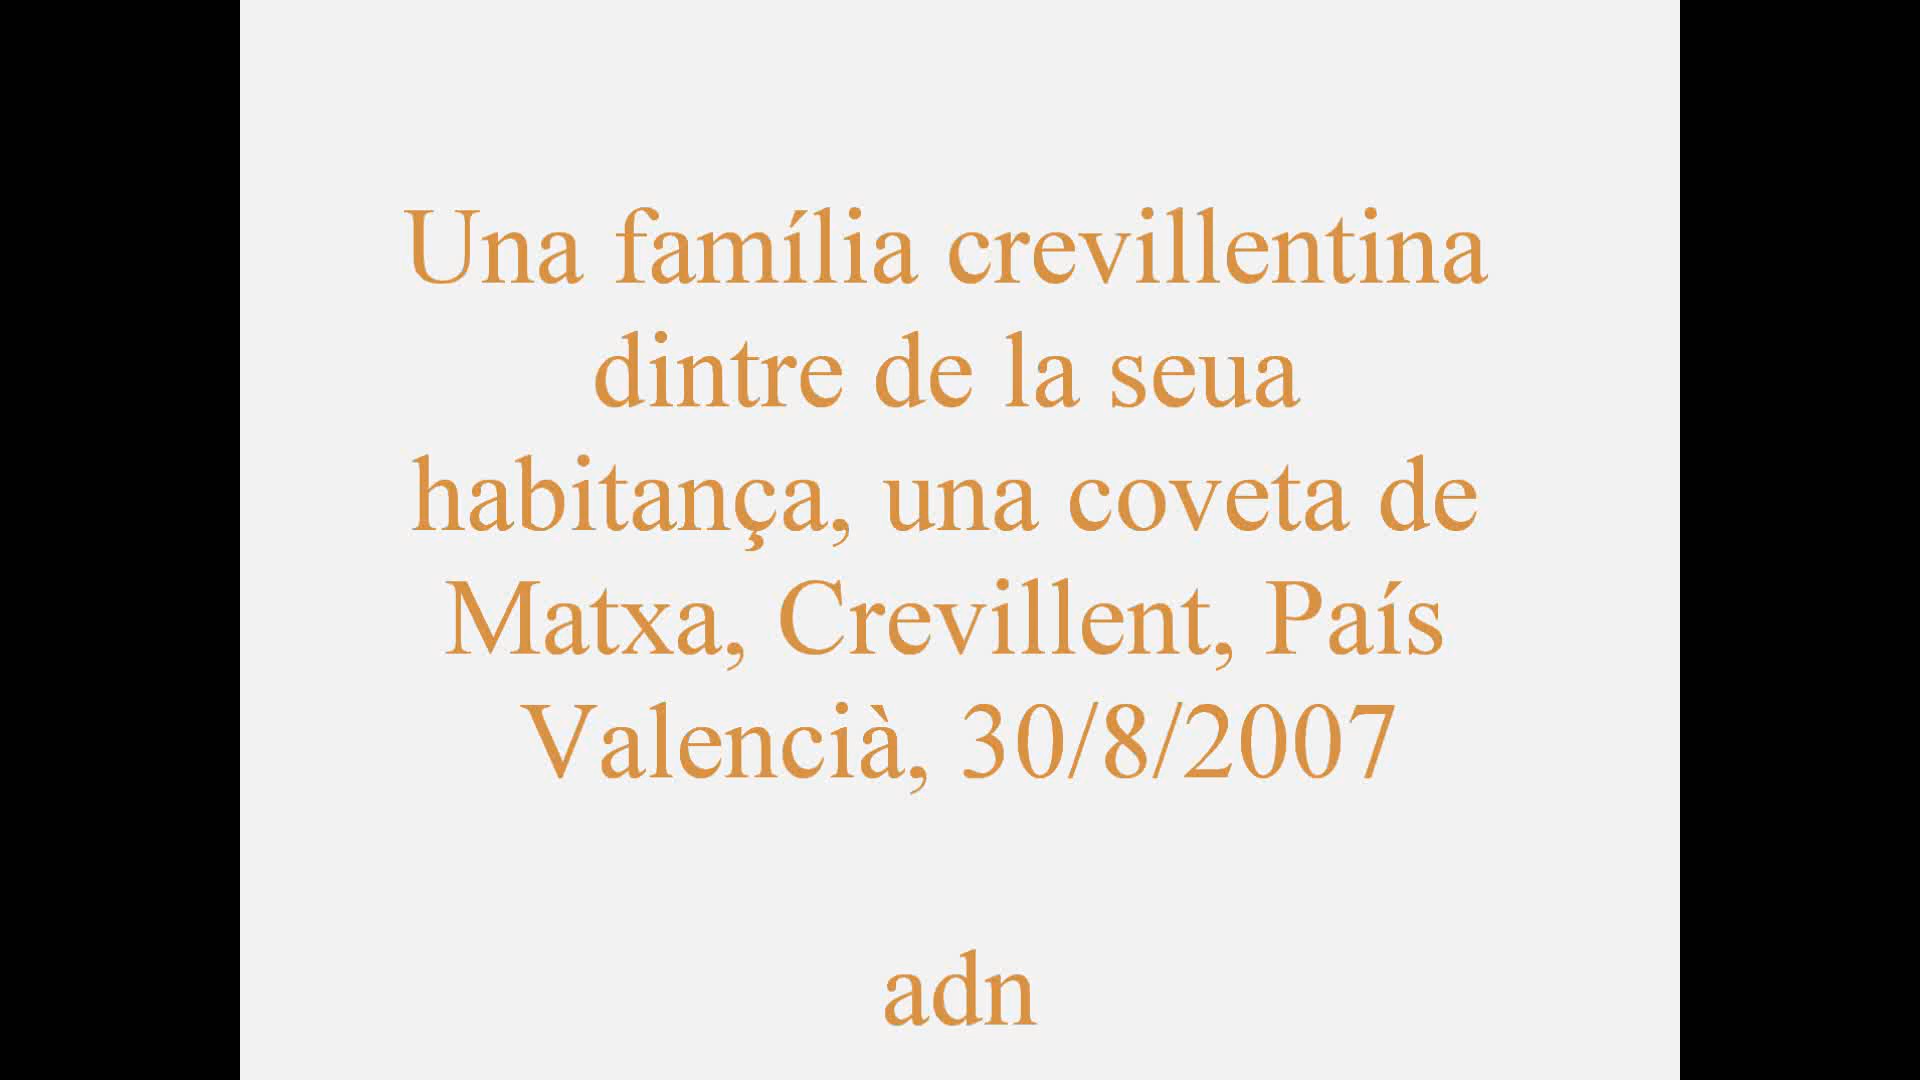 Una família crevillentina
dintre de la seua
habitança, una coveta de
Matxa, Crevillent, País
Valencià, 30/8/2007
adn